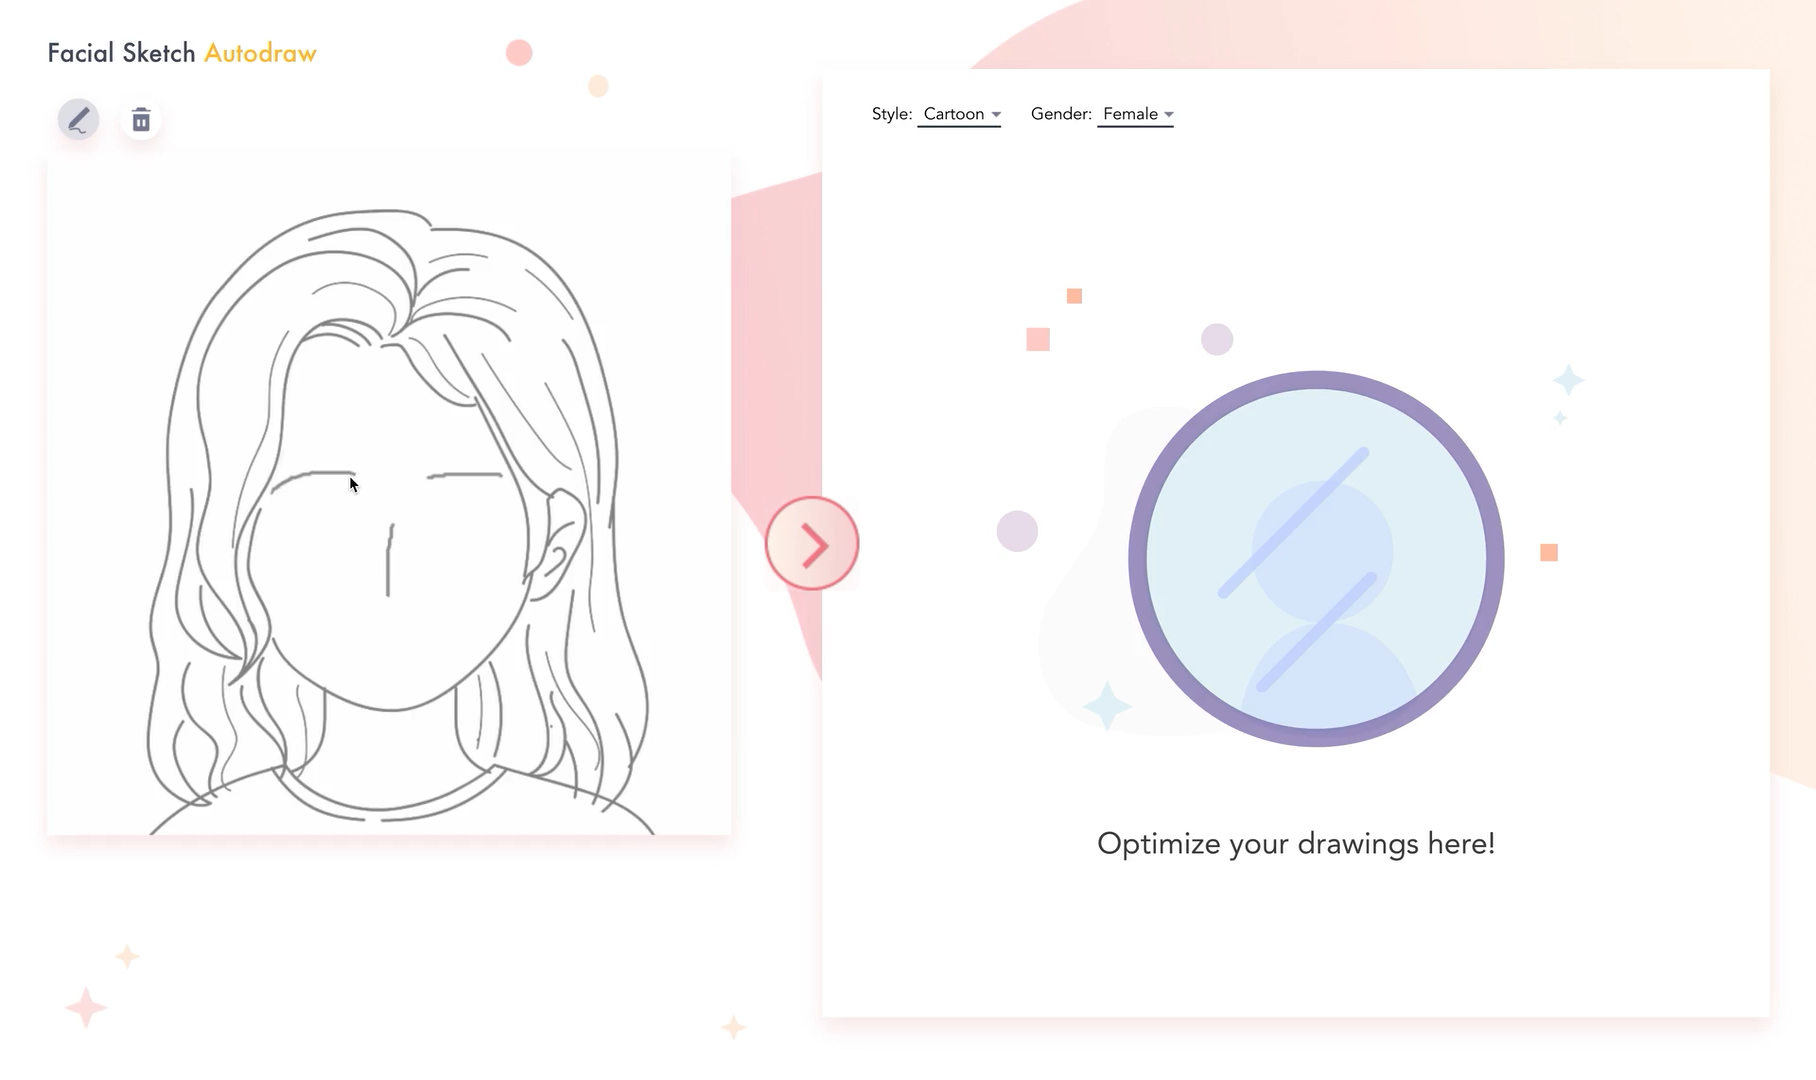 Facial Sketch Autodraw
Style: Cartoon Gender: Female
Optimize your drawings here!